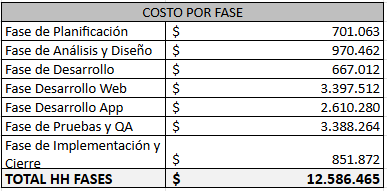 COSTO POR FASE
Fase de Planificación $ 701.063
Fase de Análisis y Diseño $ 970.462
Fase de Desarrollo $ 667.012
Fase Desarrollo Web $ 3.397.512
Fase Desarrollo App $ 2.610.280
Fase de Pruebas y QA $ 3.388.264
Fase de Implementación y
Cierre $ 851.872
TOTAL HH FASES $ 12.586.465